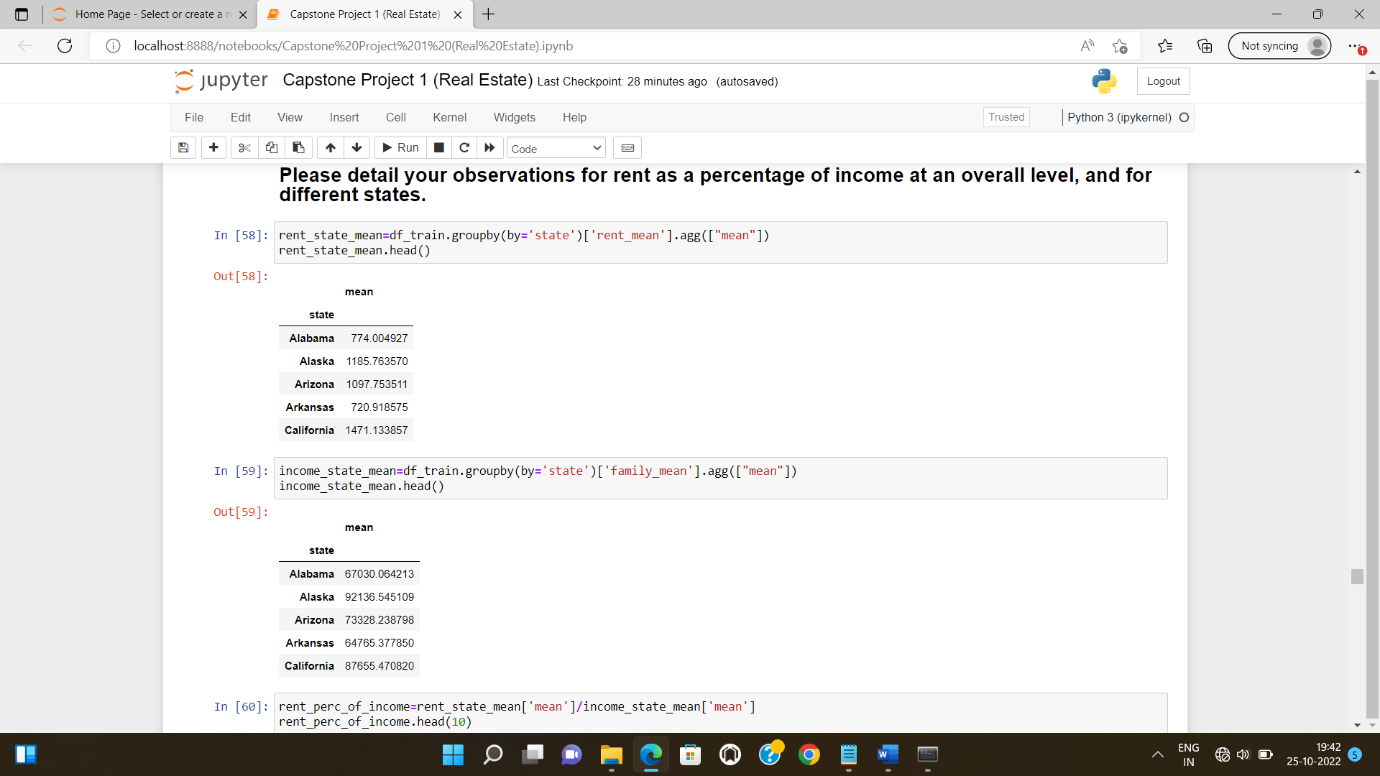 Home Page - Select or create a n
Capstone Project 1 (Real Estate)
localhost:8888/notebooks/Capstone%20Project%201%20(Real%20Estate).ipynb
Not syncing
jupyter Capstone Project 1 (Real Estate) Last Checkpoint: 28 minutes ago (autosaved)
Logout
File Edit View Insert Cell Kernel Widgets Help
Trusted
Python 3 (ipykernel)
Run
Code
Please detail your observations for rent as a percentage of income at an overall level, and for
different states.
In [58]: rent_state_mean=df_train.groupby(by='state')['rent_mean'].agg(["mean"])
rent_state_mean.head()
Out[58]:
mean
state
Alabama 774.004927
Alaska 1185.763570
Arizona 1097.753511
Arkansas 720.918575
California 1471.133857
In [59]: income_state_mean=df_train.groupby(by='state')['family_mean'].agg(["mean"])
income_state_mean.head()
Out[59]:
mean
state
Alabama 67030.064213
Alaska 92136.545109
Arizona 73328.238798
Arkansas 64765.377850
California 87655.470820
In [60]: rent_perc_of_income=rent_state_mean['mean']/income_state_mean['mean']
rent_perc_of_income.head(10)
ENG
IN
19:42
25-10-2022
5